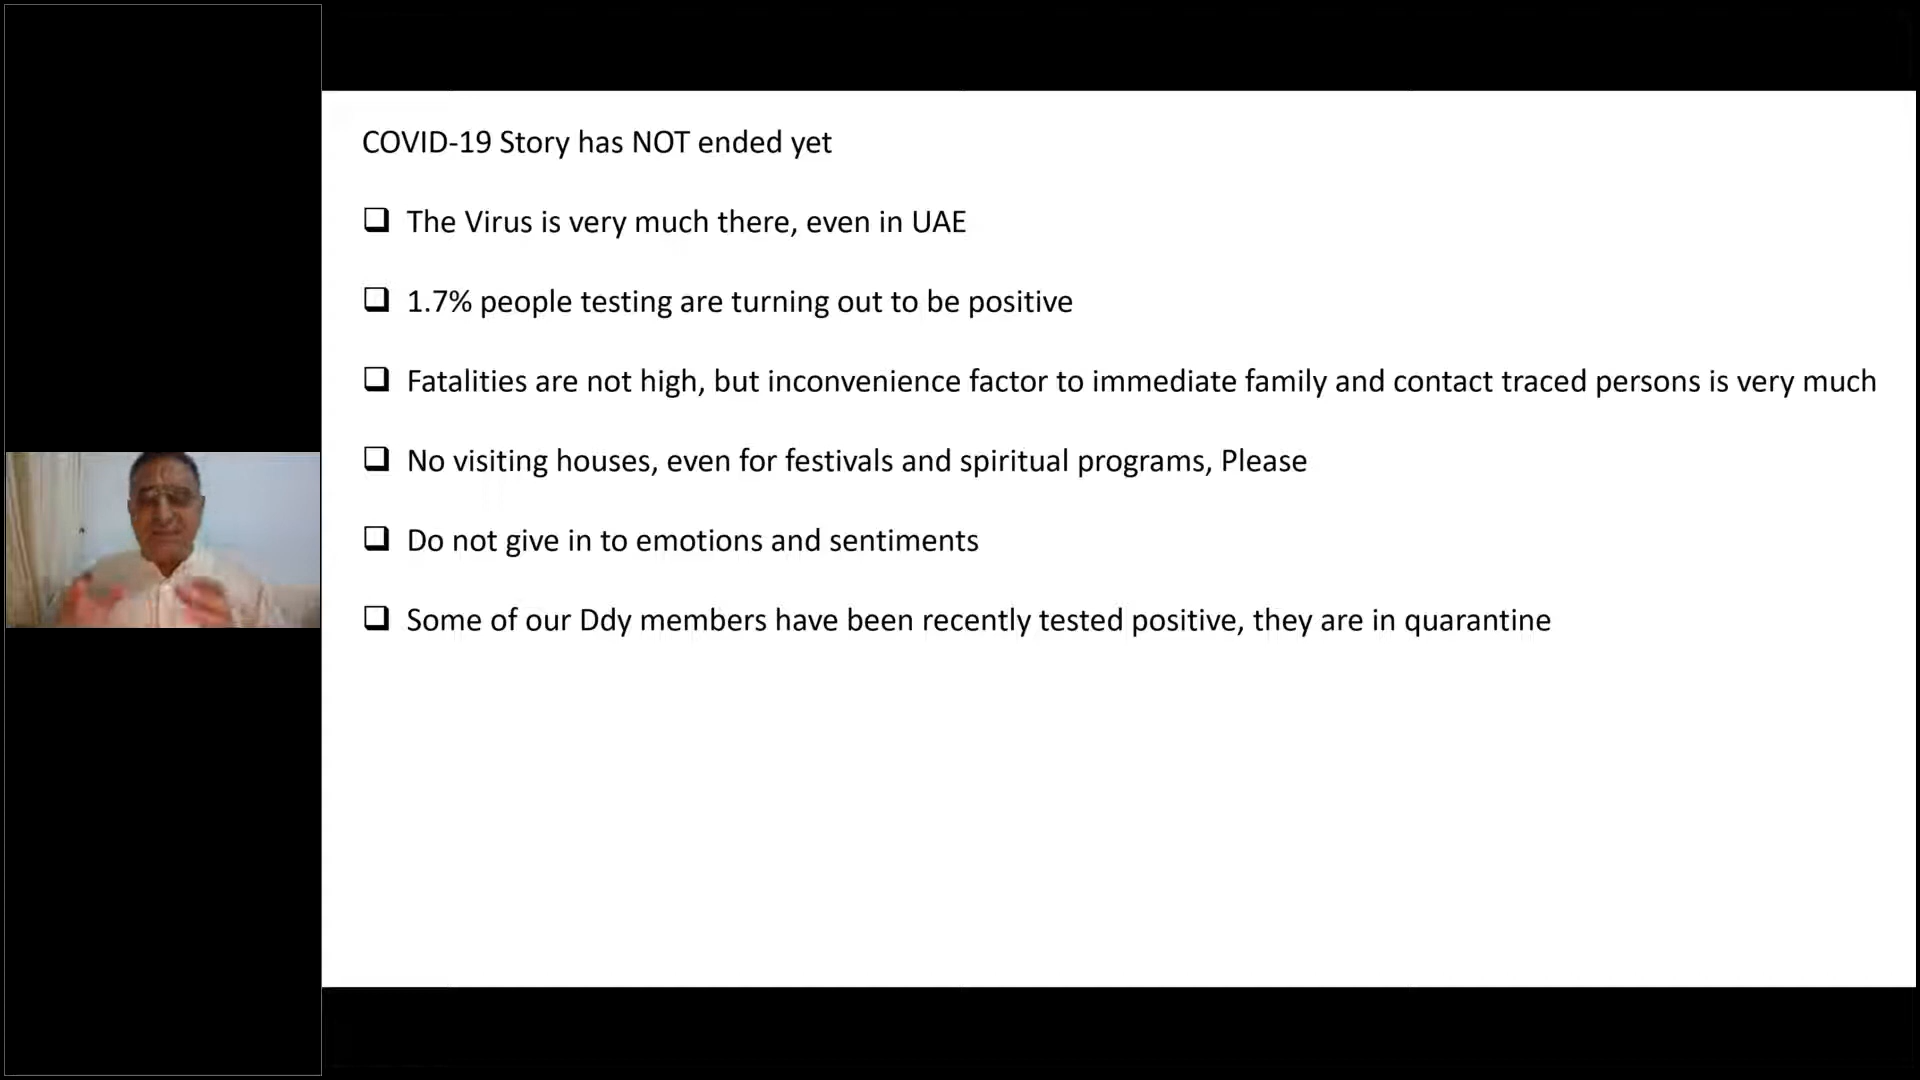 COVID-19 Story has NOT ended yet
❑ The Virus is very much there, even in UAE
❑ 1.7% people testing are turning out to be positive
❑ Fatalities are not high, but inconvenience factor to immediate family and contact traced persons is very much
❑ No visiting houses, even for festivals and spiritual programs, Please
❑ Do not give in to emotions and sentiments
❑ Some of our Ddy members have been recently tested positive, they are in quarantine